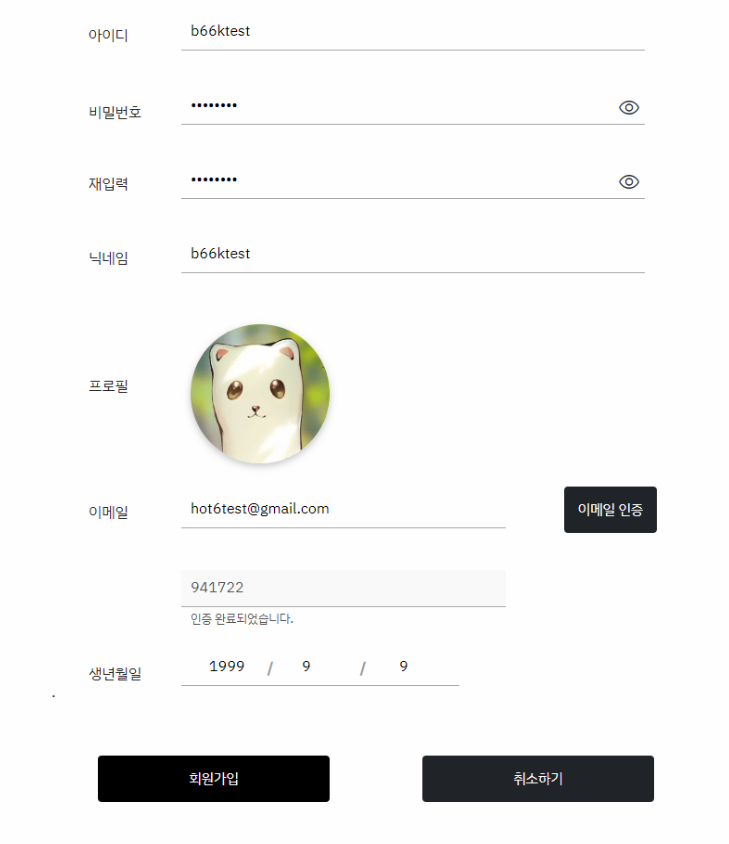 아이디 b66ktest
비밀번호 ••••••••
재입력 ••••••••
닉네임 b66ktest
프로필
이메일 hot6test@gmail.com 이메일 인증
941722
인증 완료되었습니다.
생년월일 1999 / 9 / 9
.
회원가입 취소하기